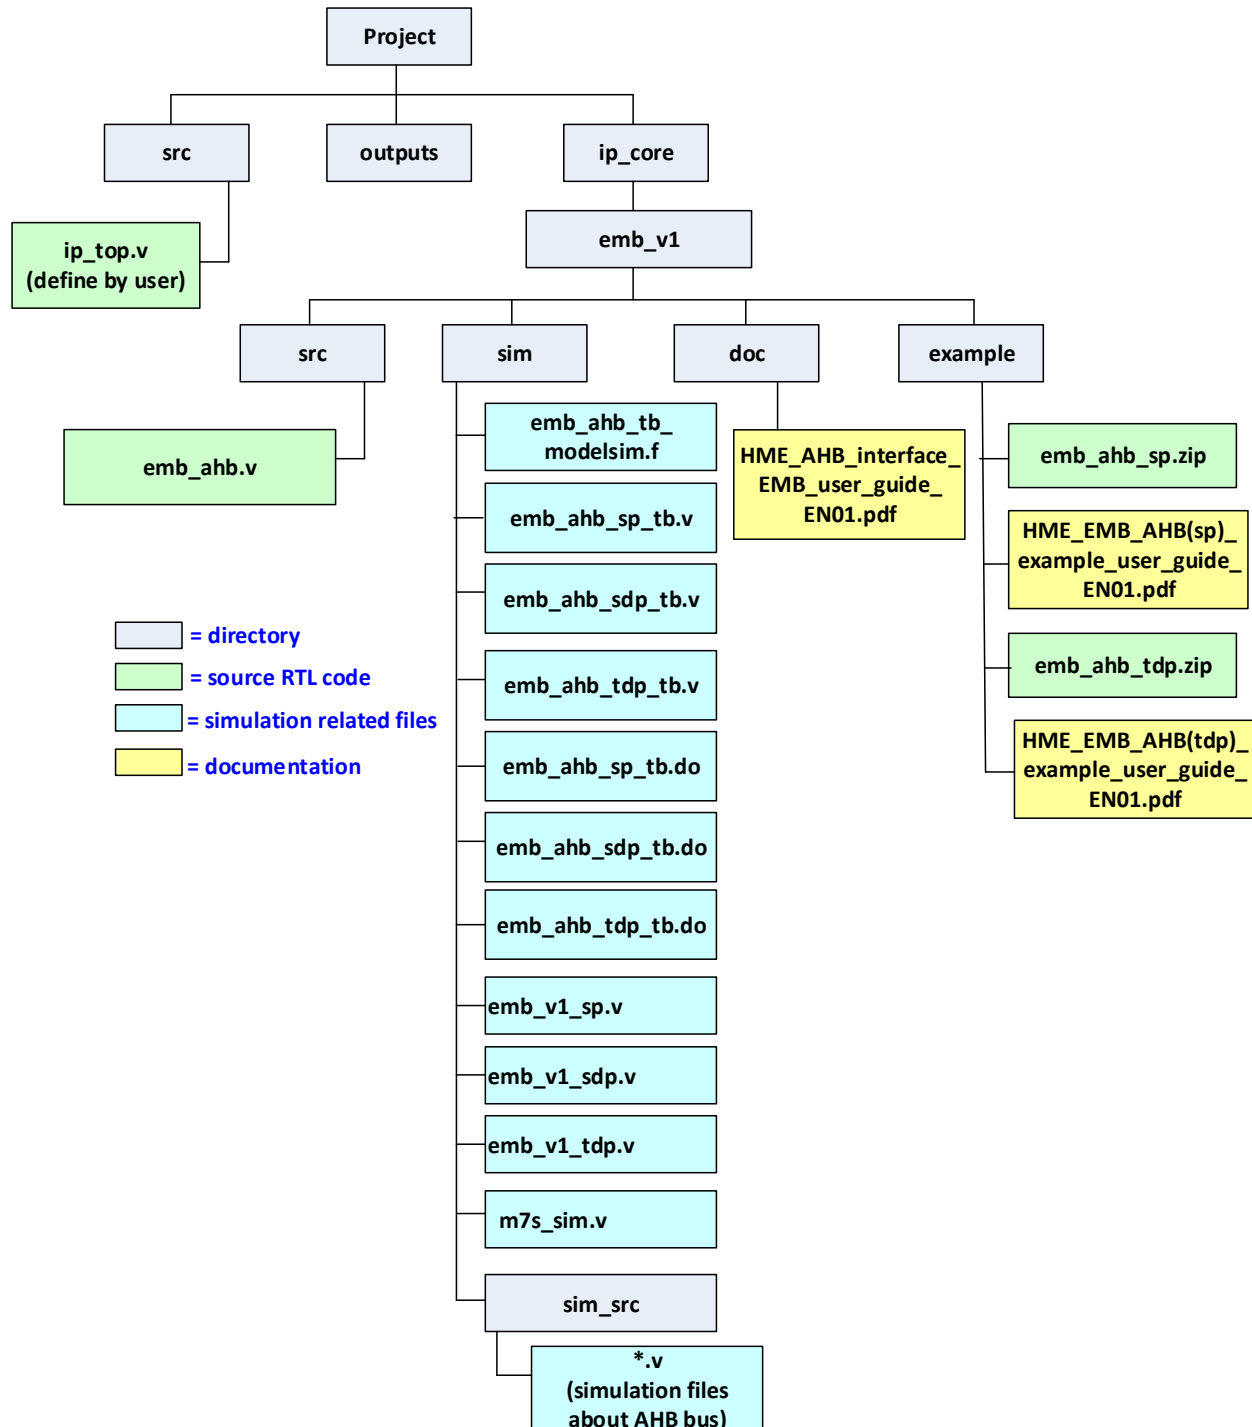 Project
src
outputs
ip_core
ip_top.v
(define by user)
emb_v1
src
sim
doc
example
emb_ahb.v
emb_ahb_tb_
modelsim.f
emb_ahb_sp_tb.v
emb_ahb_sdp_tb.v
emb_ahb_tdp_tb.v
emb_ahb_sp_tb.do
emb_ahb_sdp_tb.do
emb_ahb_tdp_tb.do
emb_v1_sp.v
emb_v1_sdp.v
emb_v1_tdp.v
m7s_sim.v
sim_src
*.v
(simulation files
about AHB bus)
HME_AHB_interface_
EMB_user_guide_
EN01.pdf
emb_ahb_sp.zip
HME_EMB_AHB(sp)_
example_user_guide_
EN01.pdf
emb_ahb_tdp.zip
HME_EMB_AHB(tdp)_
example_user_guide_
EN01.pdf
= directory
= source RTL code
= simulation related files
= documentation